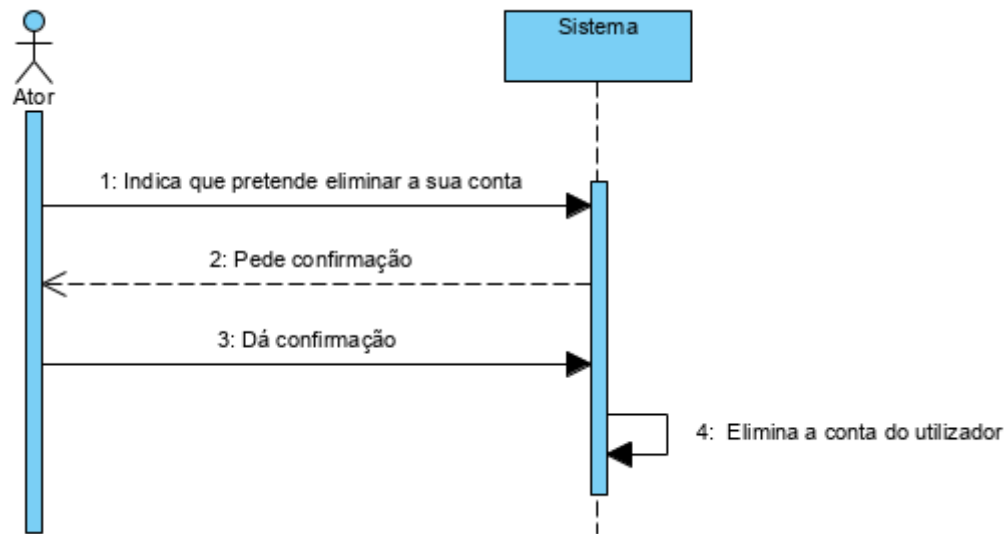 Sistema
Ator
1: Indica que pretende eliminar a sua conta
2: Pede confirmação
3: Dá confirmação
4: Elimina a conta do utilizador